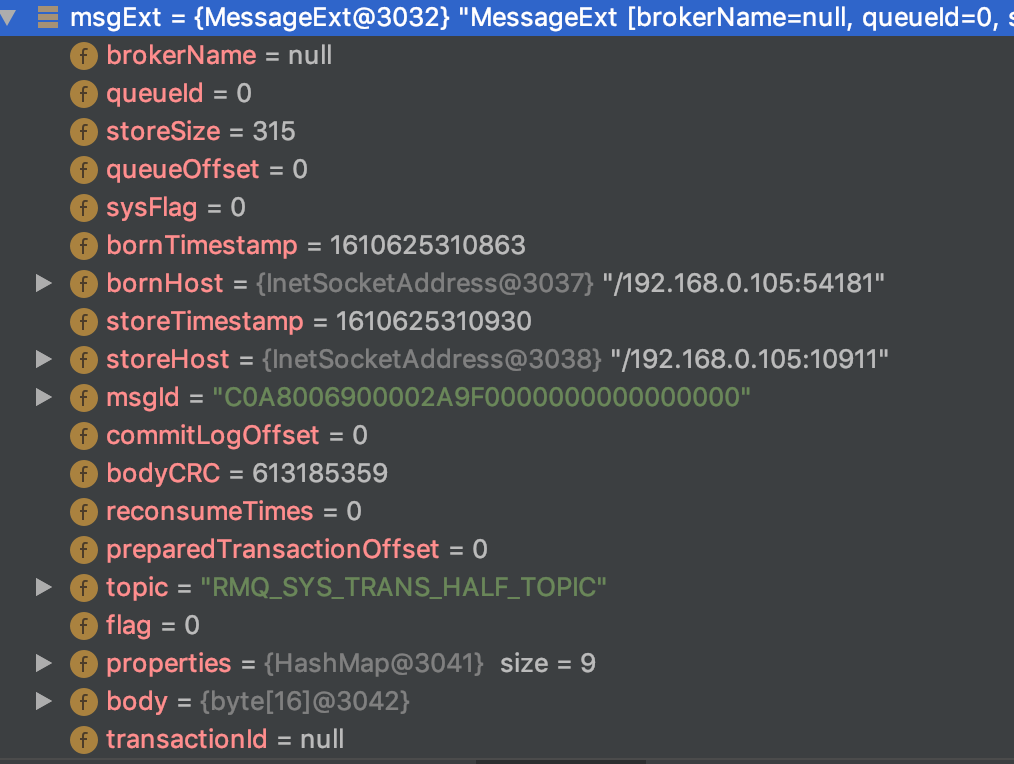 msgExt = {MessageExt@3032} "MessageExt [brokerName=null, queueId=0, s
f brokerName = null
f queueId = 0
f storeSize = 315
f queueOffset = 0
f sysFlag = 0
f bornTimestamp = 1610625310863
f bornHost = {InetSocketAddress@3037} "/192.168.0.105:54181"
f storeTimestamp = 1610625310930
f storeHost = {InetSocketAddress@3038} "/192.168.0.105:10911"
f msgId = "C0A8006900002A9F0000000000000000"
f commitLogOffset = 0
f bodyCRC = 613185359
f reconsumeTimes = 0
f preparedTransactionOffset = 0
f topic = "RMQ_SYS_TRANS_HALF_TOPIC"
f flag = 0
f properties = {HashMap@3041} size = 9
f body = {byte[16]@3042}
f transactionId = null